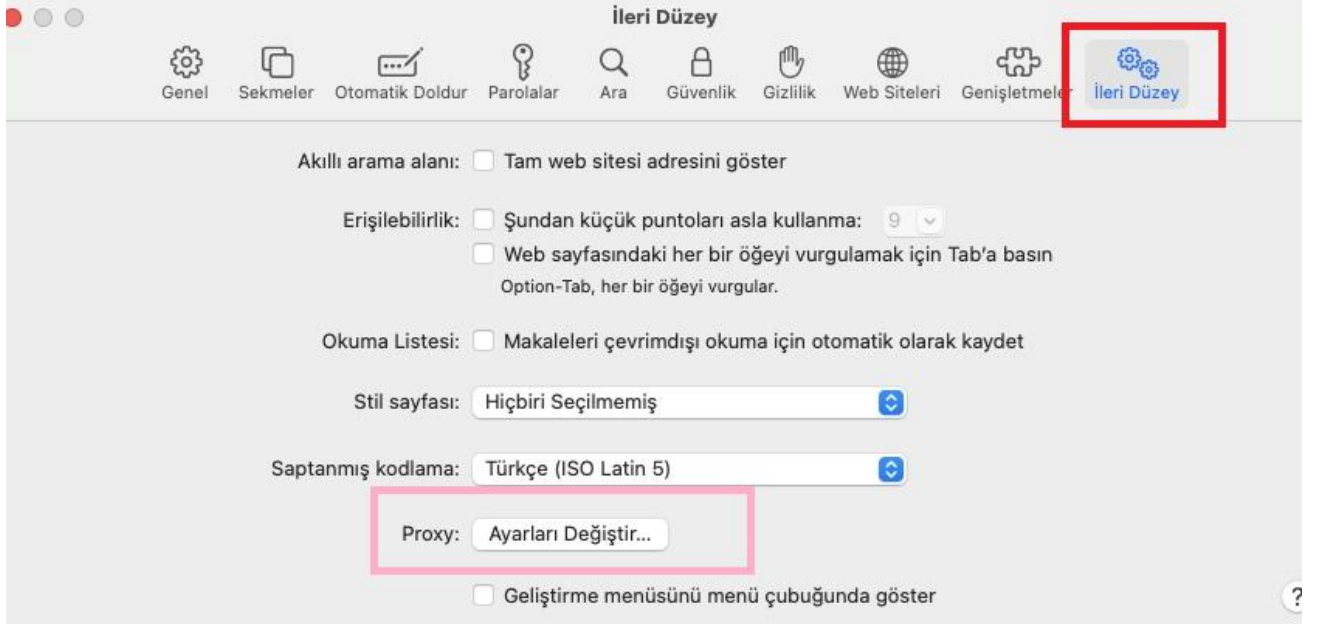 İleri Düzey
Genel Sekmeler Otomatik Doldur Parolalar Ara Güvenlik Gizlilik Web Siteleri Genişletmeler İleri Düzey
Akıllı arama alanı: Tam web sitesi adresini göster
Erişilebilirlik: Şundan küçük puntoları asla kullanma: 9
Web sayfasındaki her bir öğeyi vurgulamak için Tab'a basın
Option-Tab, her bir öğeyi vurgular.
Okuma Listesi: Makaleleri çevrimdışı okuma için otomatik olarak kaydet
Stil sayfası: Hiçbiri Seçilmemiş
Saptanmış kodlama: Türkçe (ISO Latin 5)
Proxy: Ayarları Değiştir...
Geliştirme menüsünü menü çubuğunda göster ?